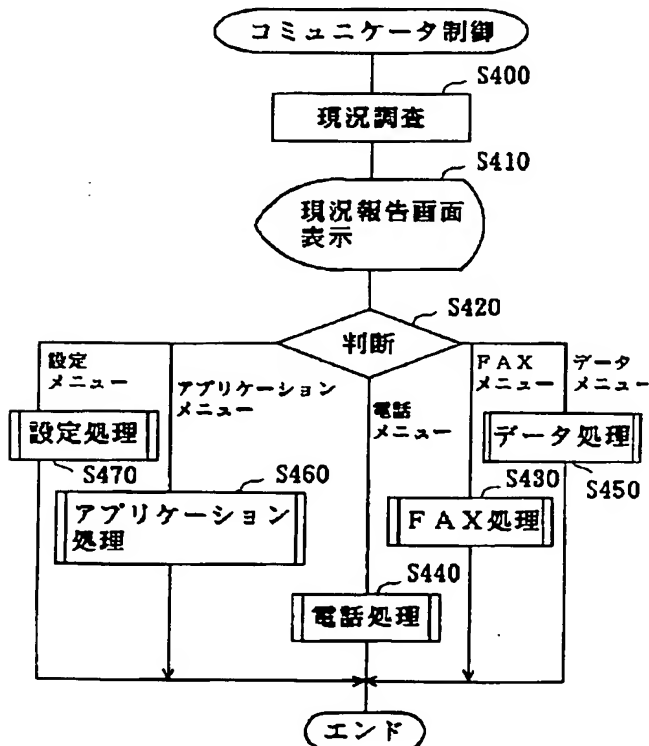 コミュニケータ制御
S400
現況調査
S410
現況報告画面
表示
S420
判断
設定
メニュー
アプリケーション
メニュー
電話
メニュー
FAX
メニュー
データ
メニュー
設定処理
S470
データ処理
S450
S460
アプリケーション
処理
S430
FAX処理
S440
電話処理
エンド